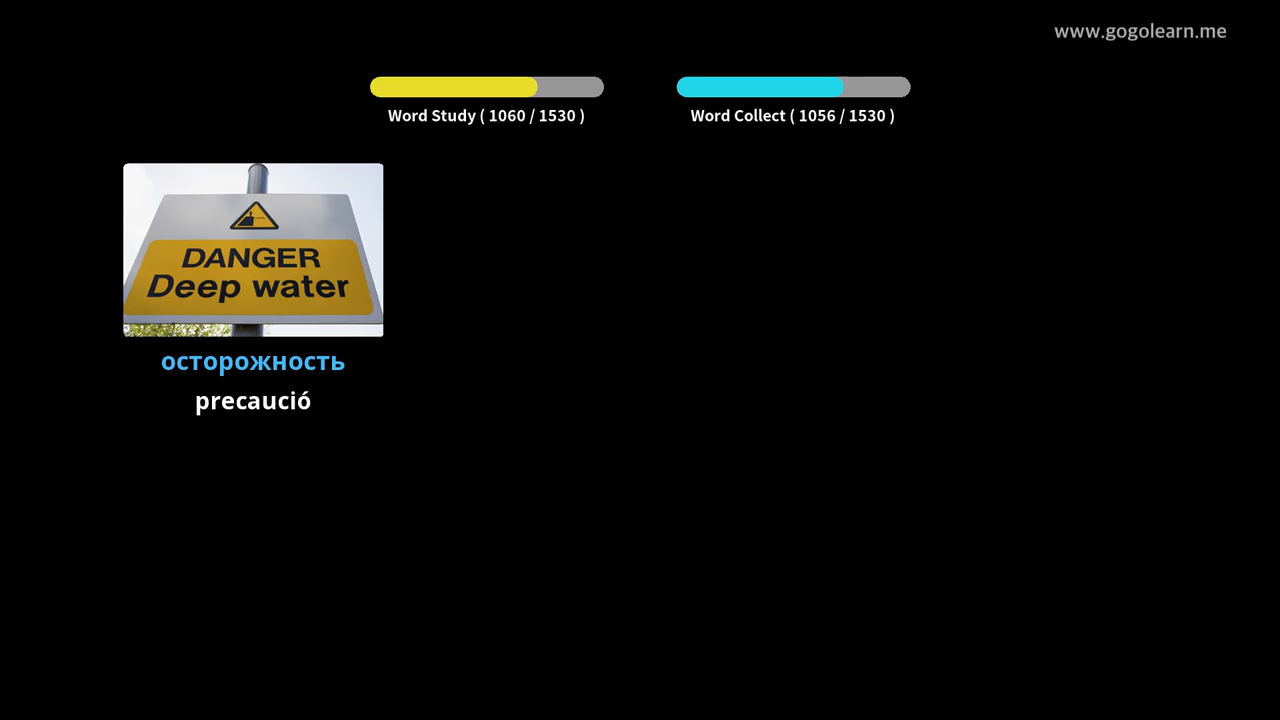 www.gogolearn.me
Word Study ( 1060 / 1530 )
Word Collect ( 1056 / 1530 )
DANGER
Deep water
осторожность
precaució